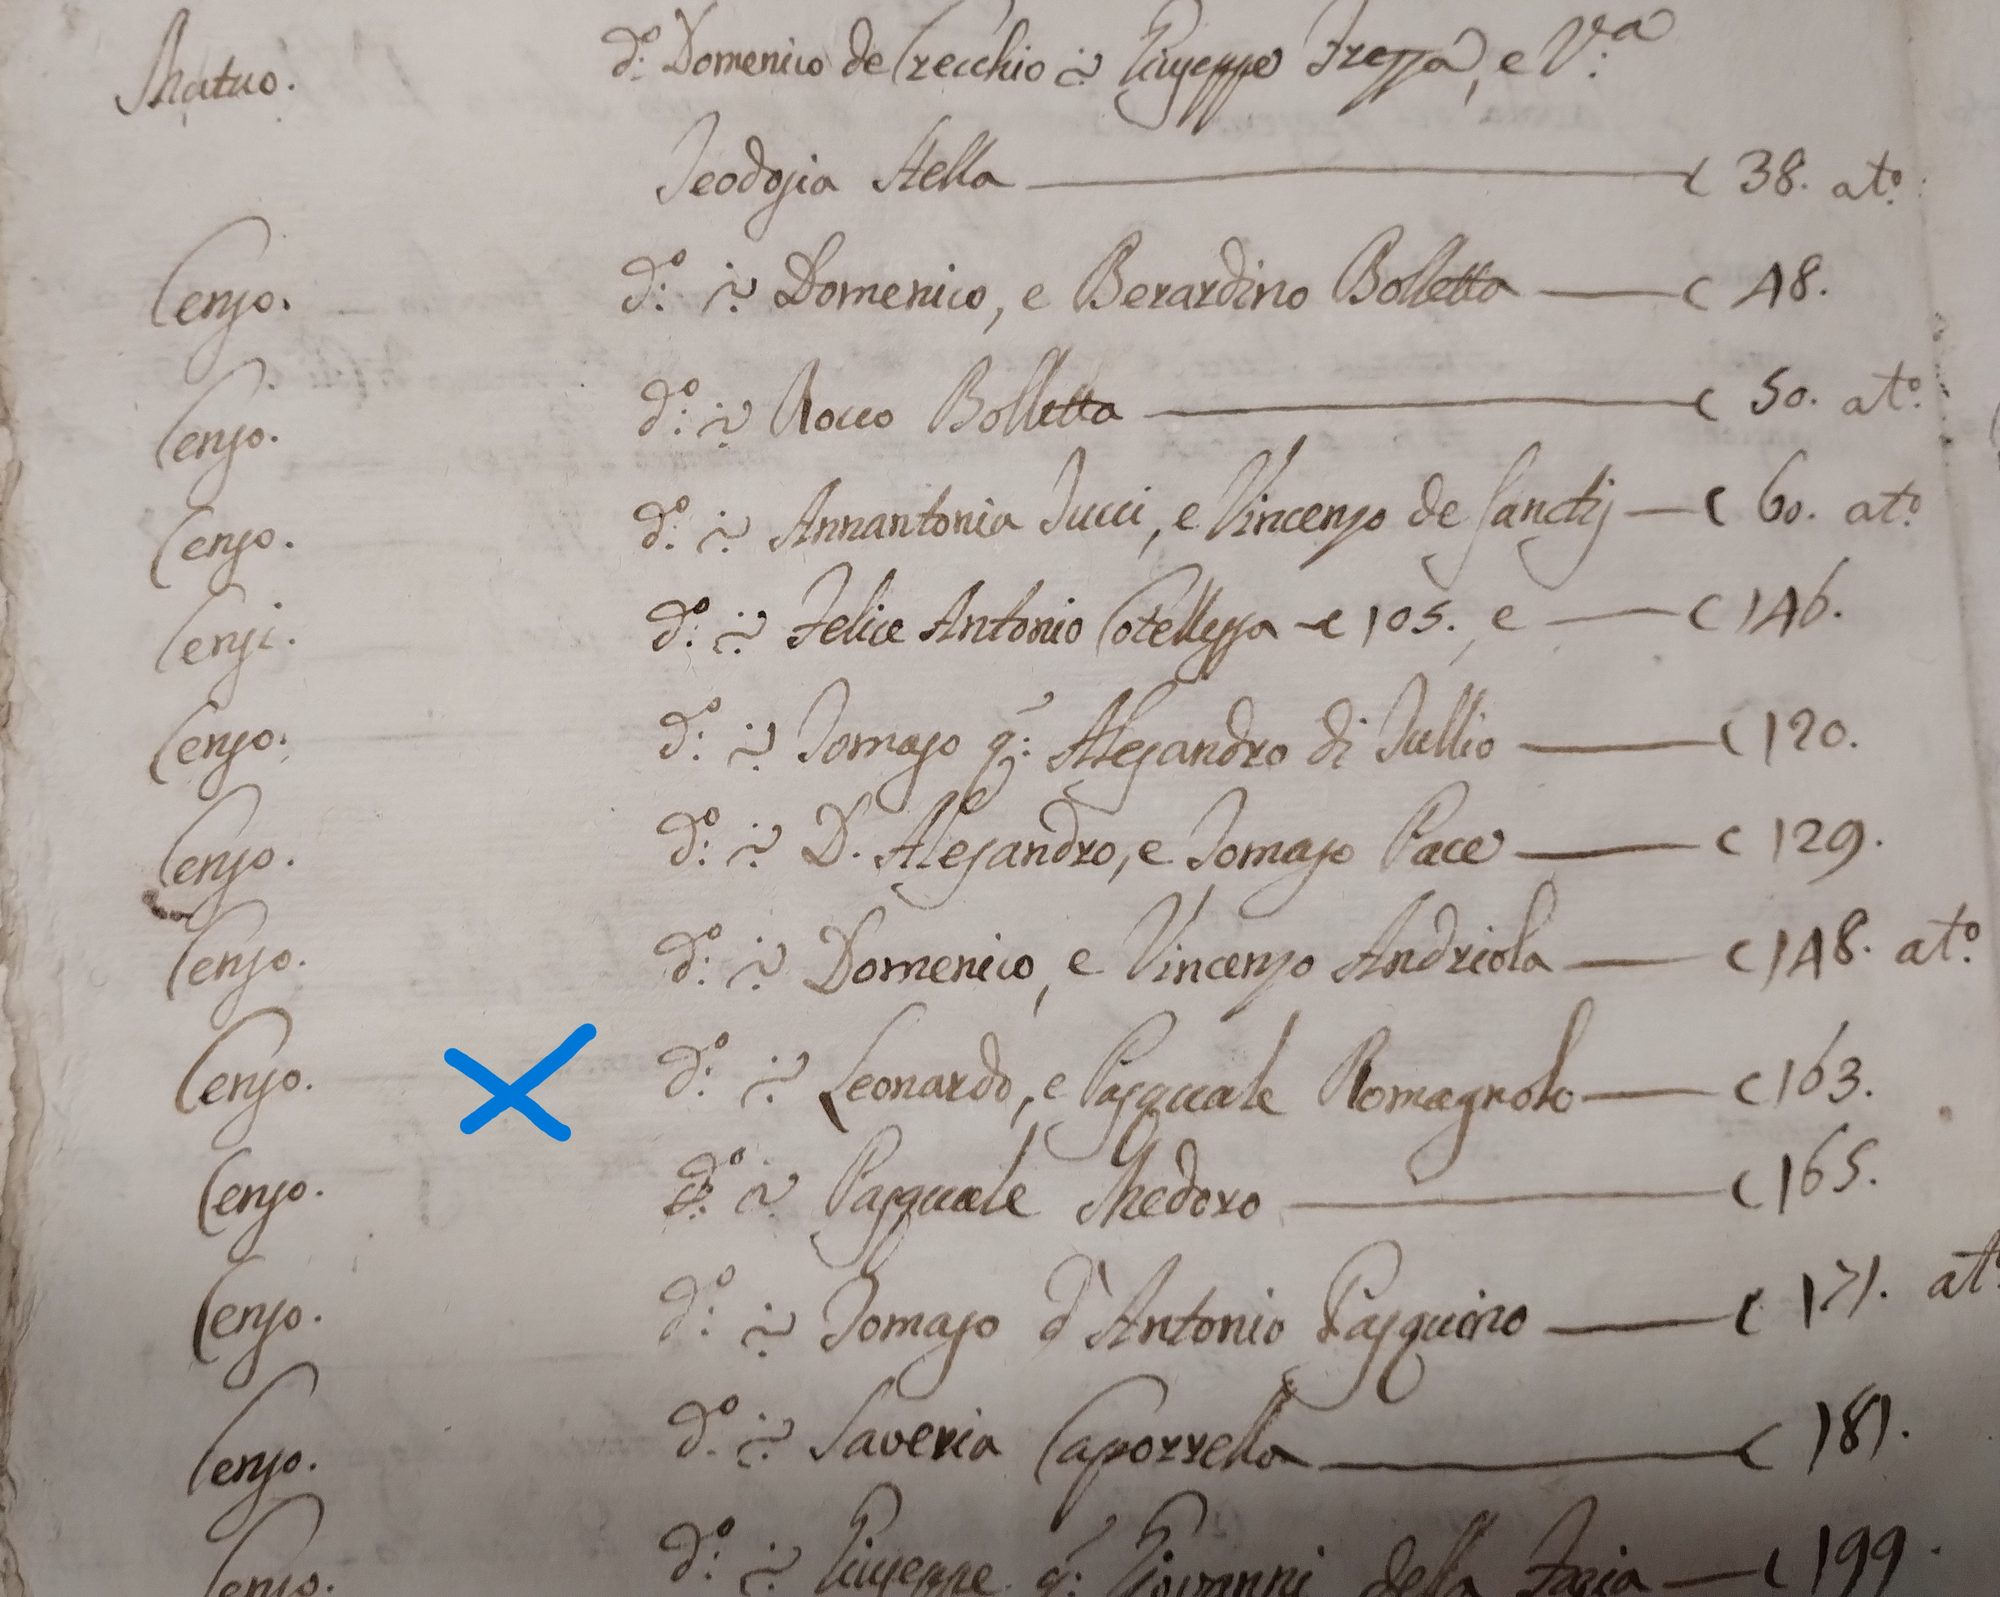 Mutuo. d.o Domenico de Crecchio ẽ Giuseppe Frezza, e V.a
Teodosia Stella — c 38. at.o
Censo. d.o ẽ Domenico, e Berardino Bolletta — c 48.
Censo. d.o ẽ Rocco Bolletta — c 50. at.o
Censo. d.o ẽ Annantonia Tucci, e Vincenzo de Sanctis — c 60. at.o
Censi. d.o ẽ Felice Antonio Cotellessa c 105., e — c 146.
Censo. d.o ẽ Tomaso q.m Alesandro di Tullio — c 120.
Censo. d.o ẽ D. Alesandro, e Tomaso Pace — c 129.
Censo. d.o ẽ Domenico, e Vincenzo Andriola — c 148. at.o
Censo. d.o ẽ Leonardo, e Pasquale Romagnolo — c 163.
Censo. d.o ẽ Pasquale Medoro — c 165.
Censo. d.o ẽ Tomaso d'Antonio Pasquino — c 171. at.o
Censo. d.o ẽ Saveria Caporrella — c 181.
Censo. d.o ẽ Giuseppe q.m Giovanni della Fazia — c 199.